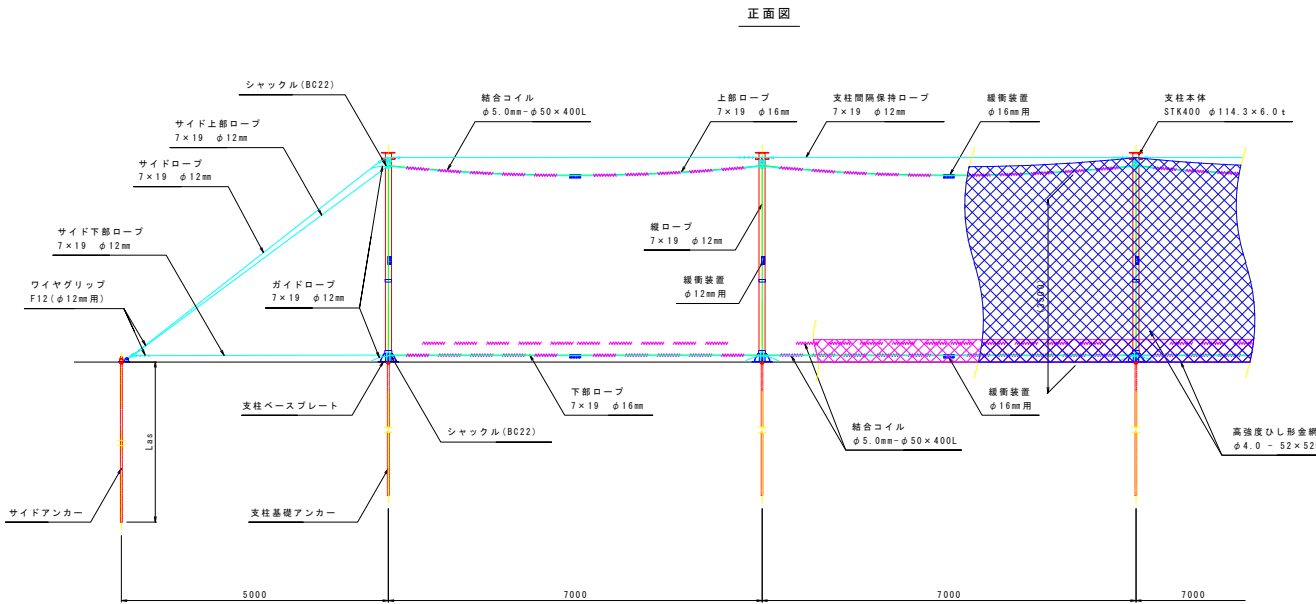 正面図
シャックル(BC22)
結合コイル
φ5.0mm-φ50×400L
上部ロープ
7×19 φ16mm
支柱間隔保持ロープ
7×19 φ12mm
緩衝装置
φ16mm用
支柱本体
STK400 φ114.3×6.0t
サイド上部ロープ
7×19 φ12mm
サイドロープ
7×19 φ12mm
サイド下部ロープ
7×19 φ12mm
縦ロープ
7×19 φ12mm
ワイヤグリップ
F12(φ12mm用)
ガイドロープ
7×19 φ12mm
緩衝装置
φ12mm用
(3500)
支柱ベースプレート
下部ロープ
7×19 φ16mm
緩衝装置
φ16mm用
シャックル(BC22)
結合コイル
φ5.0mm-φ50×400L
高強度ひし形金網
φ4.0 - 52×52
Las
サイドアンカー
支柱基礎アンカー
5000
7000
7000
7000